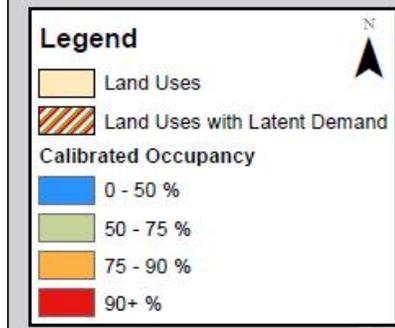 N
Legend
Land Uses
Land Uses with Latent Demand
Calibrated Occupancy
0 - 50 %
50 - 75 %
75 - 90 %
90+ %